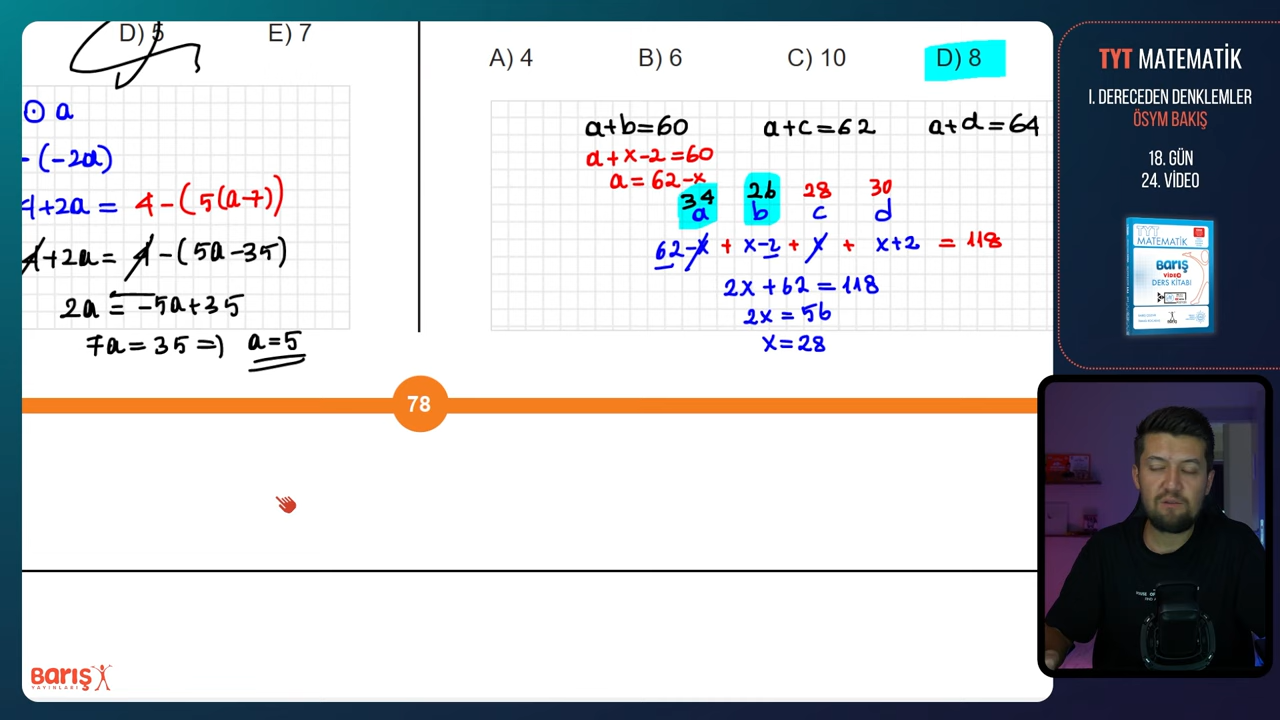 D) 5 E) 7
⊙ a
- (-2a)
4+2a = 4-(5(a-7))
4+2a = 4-(5a-35)
2a = -5a+35
7a = 35 => a=5
A) 4 B) 6 C) 10 D) 8
a+b=60 a+c=62 a+d=64
a+x-2=60
a=62-x
34 26 28 30
a b c d
62-x + x-2 + x + x+2 = 118
2x+62=118
2x=56
x=28
78
BARIŞ
YAYINLARI
TYT MATEMATİK
I. DERECEDEN DENKLEMLER
ÖSYM BAKIŞ
18. GÜN
24. VİDEO
TYT
MATEMATİK
BARIŞ
VİDEO
DERS KİTABI